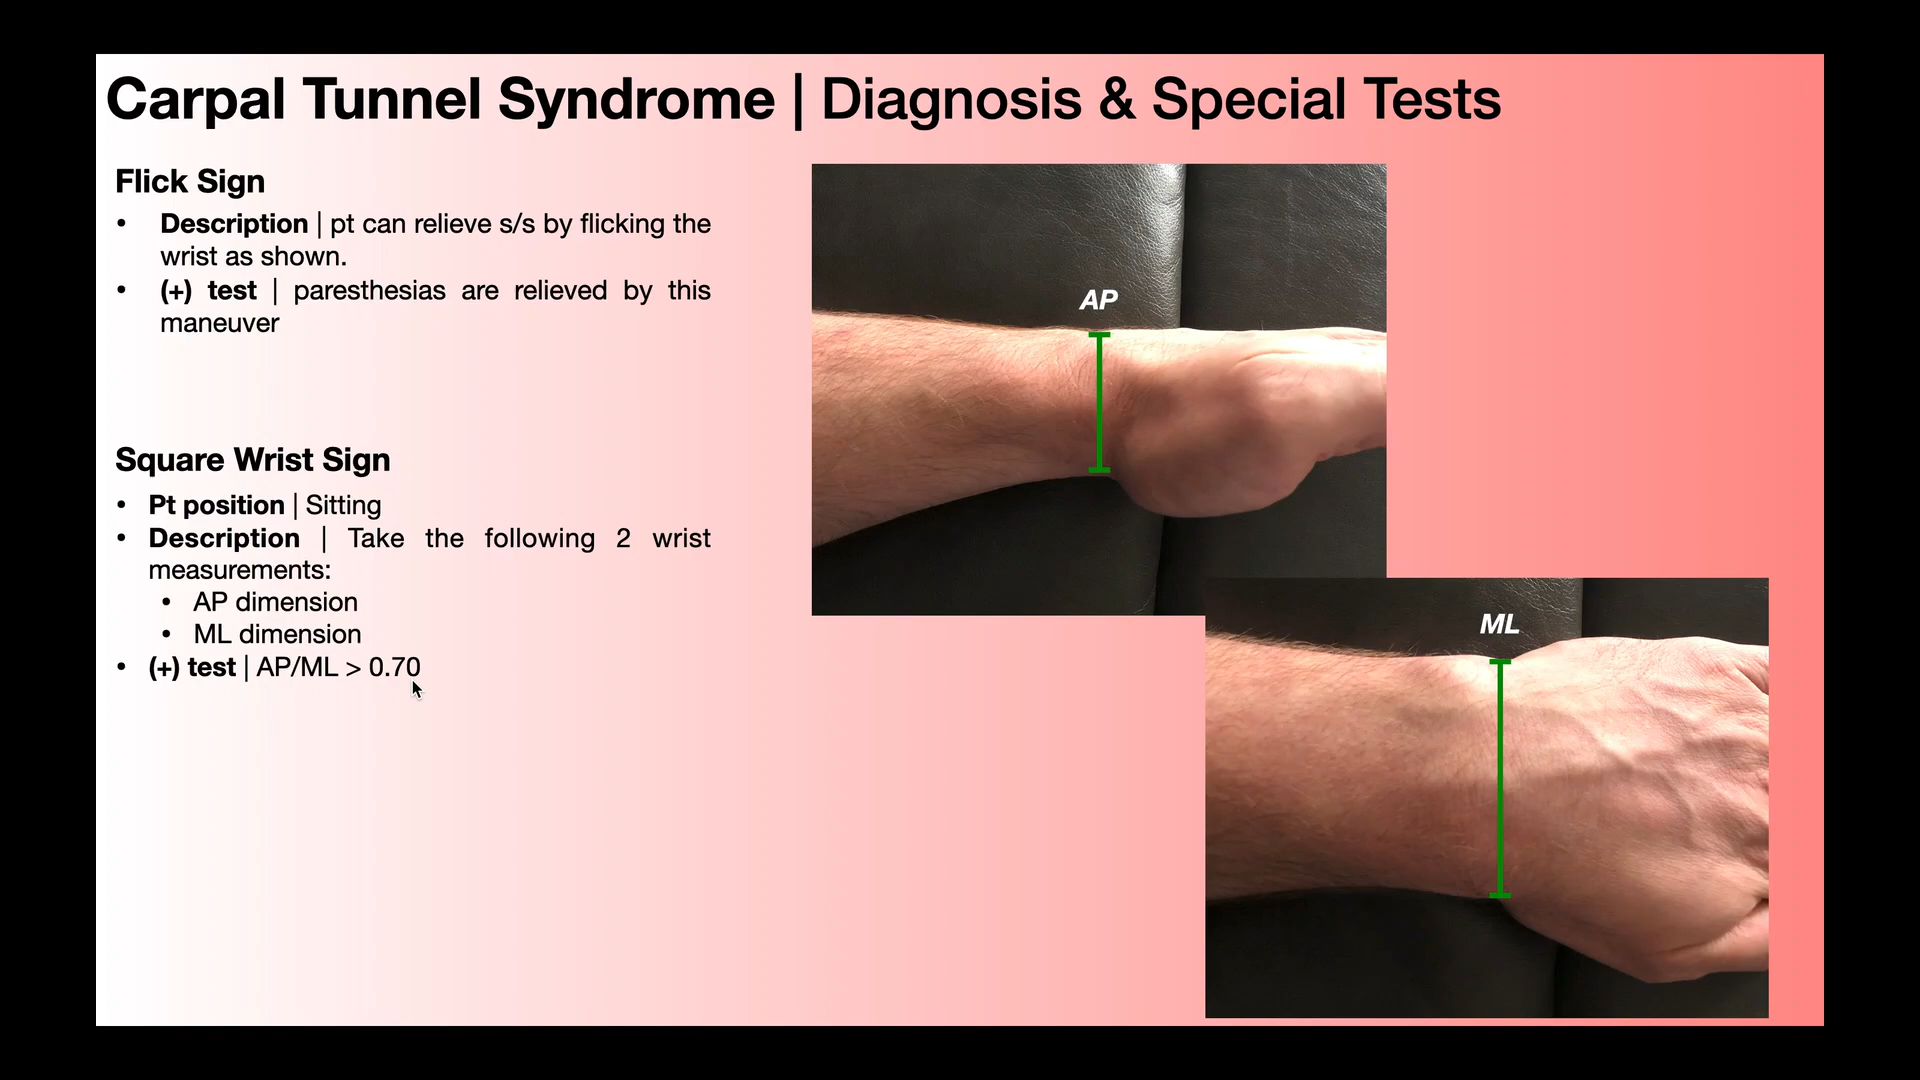 Carpal Tunnel Syndrome | Diagnosis & Special Tests
Flick Sign
• Description | pt can relieve s/s by flicking the
wrist as shown.
• (+) test | paresthesias are relieved by this
maneuver
Square Wrist Sign
• Pt position | Sitting
• Description | Take the following 2 wrist
measurements:
• AP dimension
• ML dimension
• (+) test | AP/ML > 0.70
AP
ML